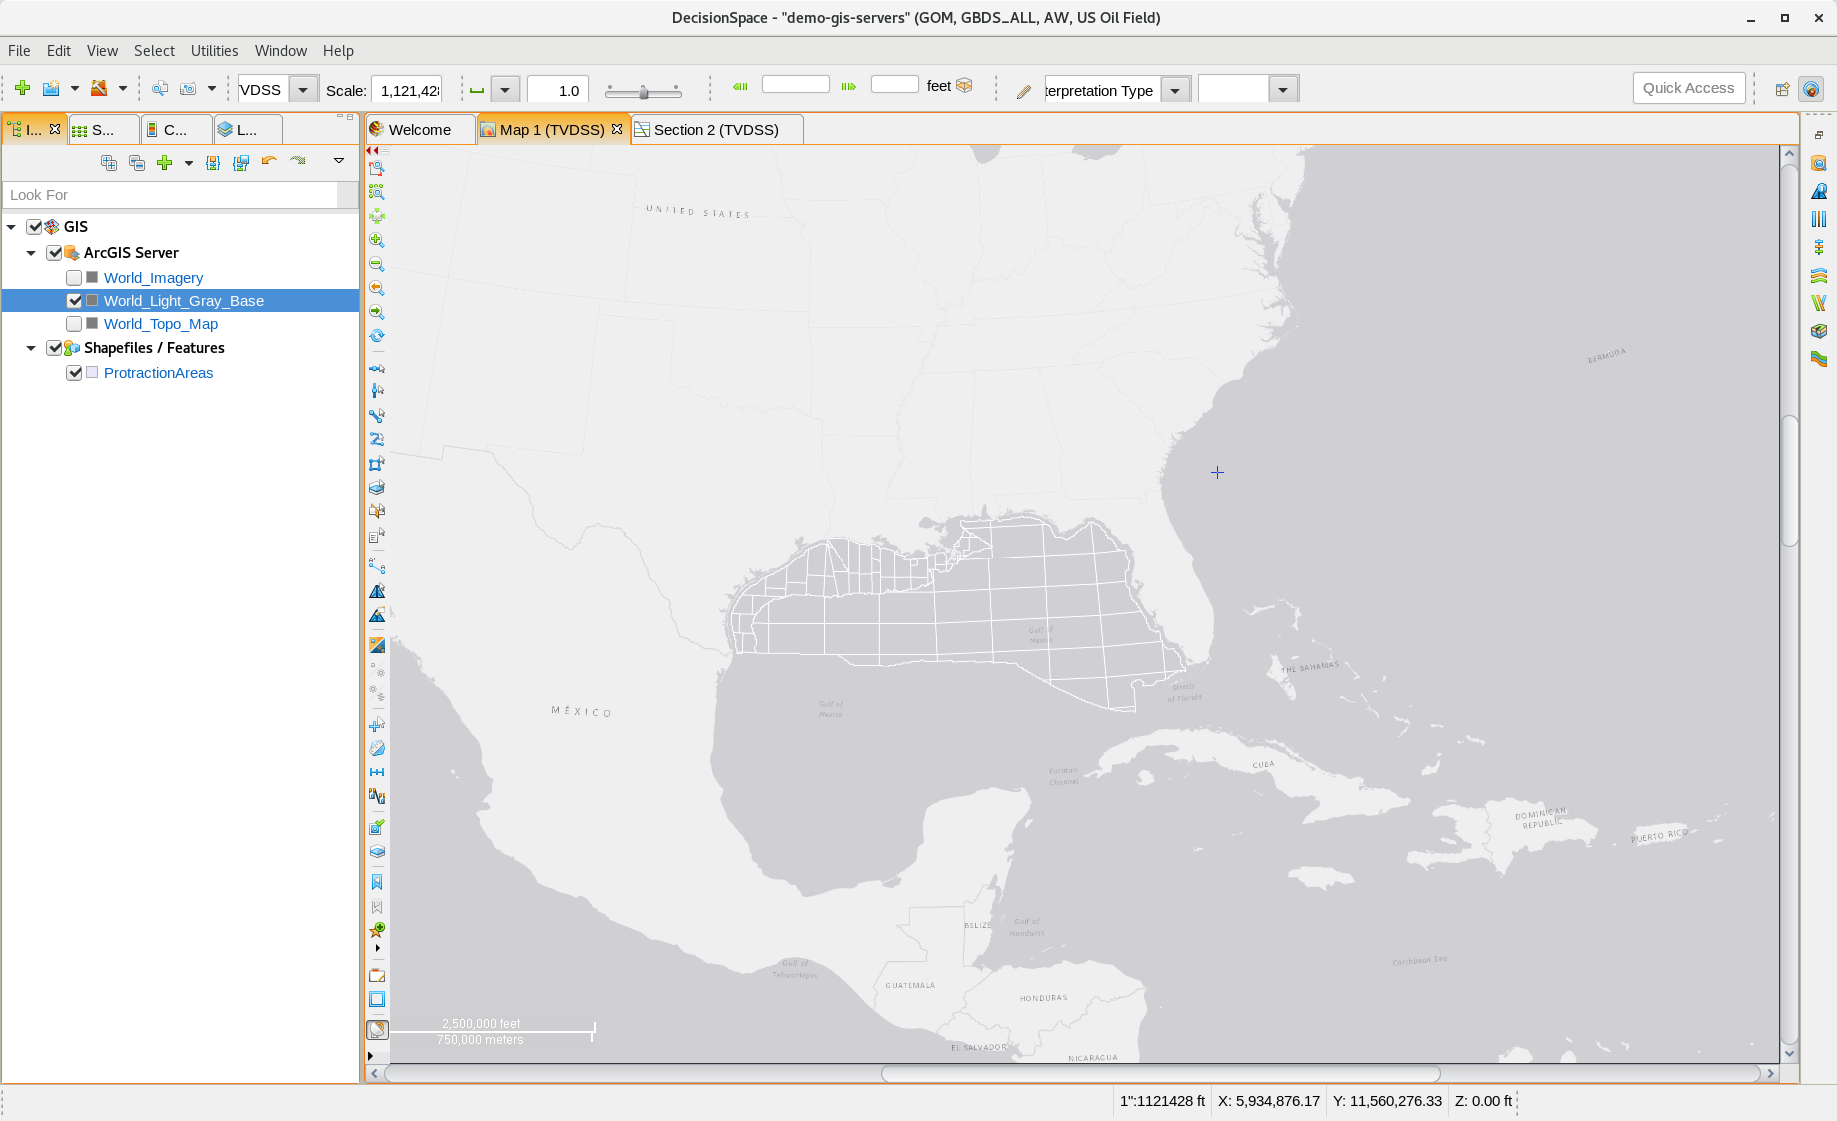 DecisionSpace - "demo-gis-servers" (GOM, GBDS_ALL, AW, US Oil Field)
File Edit View Select Utilities Window Help
VDSS Scale: 1,121,42 1.0 feet terpretation Type Quick Access
I... S... C... L... Welcome Map 1 (TVDSS) Section 2 (TVDSS)
Look For
GIS
ArcGIS Server
World_Imagery
World_Light_Gray_Base
World_Topo_Map
Shapefiles / Features
ProtractionAreas
UNITED STATES
BERMUDA
Gulf of
Mexico
THE BAHAMAS
Straits
of Florida
MÉXICO
Gulf of
Mexico
CUBA
Yucatan
Channel
DOMINICAN
REPUBLIC
PUERTO RICO
BELIZE
Gulf of
Honduras
Caribbean Sea
Gulf of
Tehuantepec
GUATEMALA
HONDURAS
2,500,000 feet
750,000 meters
EL SALVADOR
NICARAGUA
1":1121428 ft X: 5,934,876.17 Y: 11,560,276.33 Z: 0.00 ft